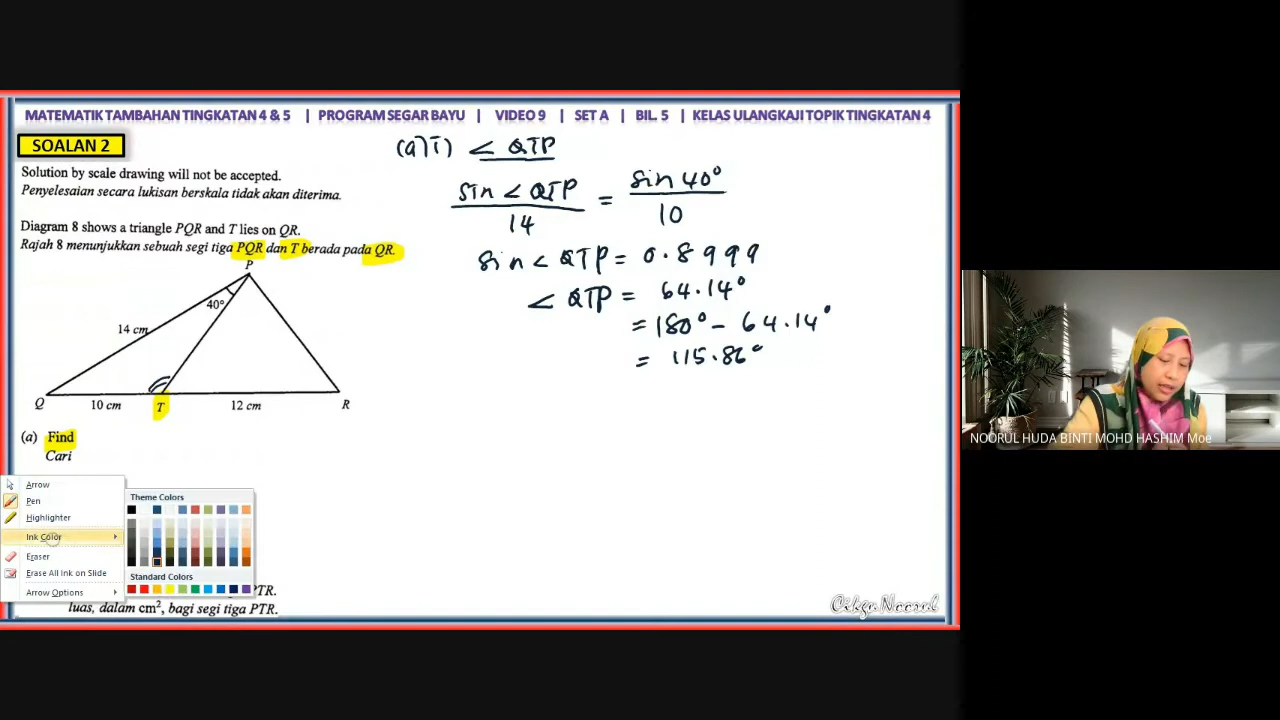 MATEMATIK TAMBAHAN TINGKATAN 4 & 5 | PROGRAM SEGAR BAYU | VIDEO 9 | SET A | BIL. 5 | KELAS ULANGKAJI TOPIK TINGKATAN 4
SOALAN 2
Solution by scale drawing will not be accepted.
Penyelesaian secara lukisan berskala tidak akan diterima.
Diagram 8 shows a triangle PQR and T lies on QR.
Rajah 8 menunjukkan sebuah segi tiga PQR dan T berada pada QR.
P
40°
14 cm
Q
10 cm
T
12 cm
R
(a) Find
Cari
Arrow
Pen
Highlighter
Ink Color
Eraser
Erase All Ink on Slide
Arrow Options
Theme Colors
Standard Colors
PTR.
luas, dalam cm², bagi segi tiga PTR.
(a)(i) ∠ QTP
sin ∠ QTP / 14 = sin 40° / 10
sin ∠ QTP = 0.8999
∠ QTP = 64.14°
= 180° - 64.14°
= 115.86°
Cikgu Noorul
NOORUL HUDA BINTI MOHD HASHIM Moe